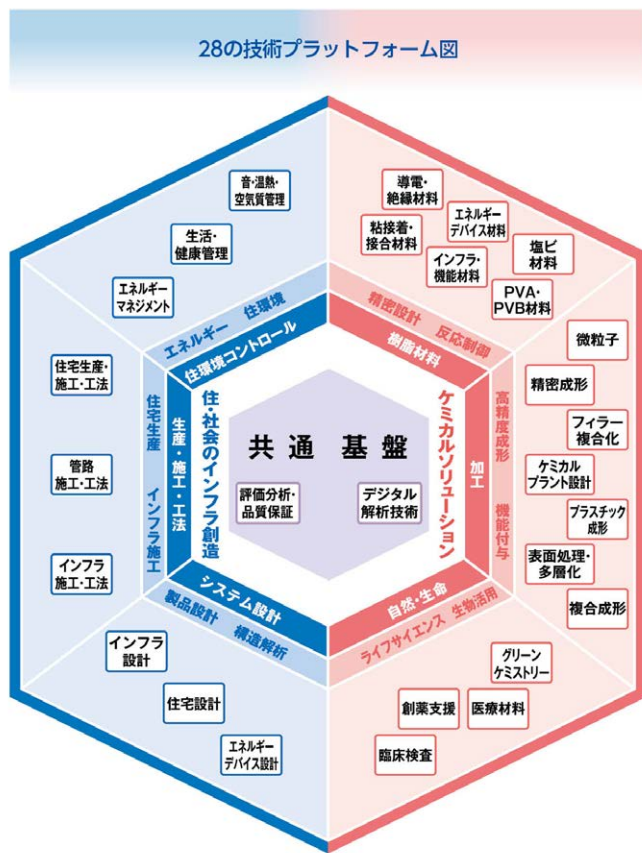 28の技術プラットフォーム図
音・温熱・
空気質管理
生活・
健康管理
エネルギー
マネジメント
導電・
絶縁材料
エネルギー
デバイス材料
粘接着・
接合材料
インフラ・
機能材料
塩ビ
材料
PVA・
PVB材料
エネルギー 住環境
住環境コントロール
精密設計 反応制御
樹脂材料
住宅生産・
施工・工法
管路
施工・工法
インフラ
施工・工法
住宅生産 インフラ施工
生産・施工・工法
住・社会のインフラ創造
共通 基盤
評価分析・
品質保証
デジタル
解析技術
ケミカルソリューション
加工
高精度成形 機能付与
微粒子
精密成形
フィラー
複合化
ケミカル
プラント設計
プラスチック
成形
表面処理・
多層化
複合成形
システム設計
製品設計 構造解析
自然・生命
ライフサイエンス 生物活用
インフラ
設計
住宅設計
エネルギー
デバイス設計
グリーン
ケミストリー
創薬支援
医療材料
臨床検査